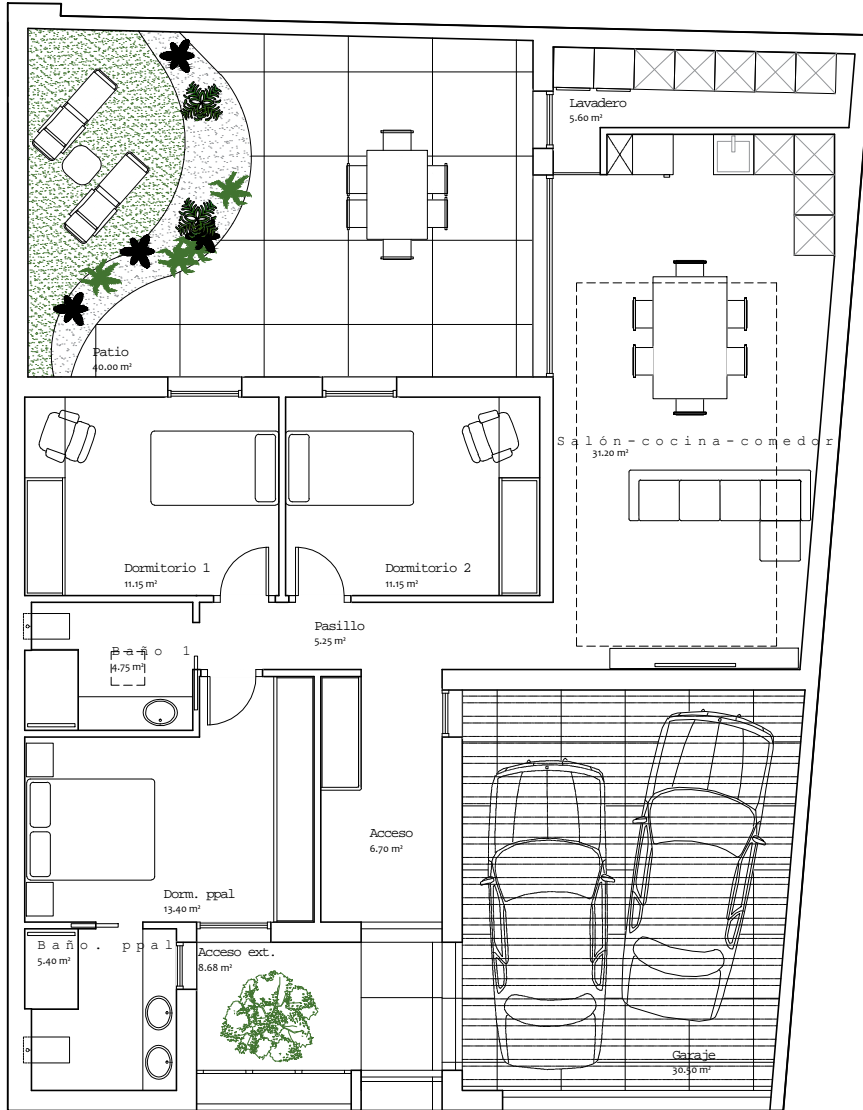 Lavadero
5.60 m²
Patio
40.00 m²
Salón-cocina-comedor
31.20 m²
Dormitorio 1
11.15 m²
Dormitorio 2
11.15 m²
Pasillo
5.25 m²
Baño 1
4.75 m²
Acceso
6.70 m²
Dorm. ppal
13.40 m²
Baño. ppal
5.40 m²
Acceso ext.
8.68 m²
Garaje
30.50 m²